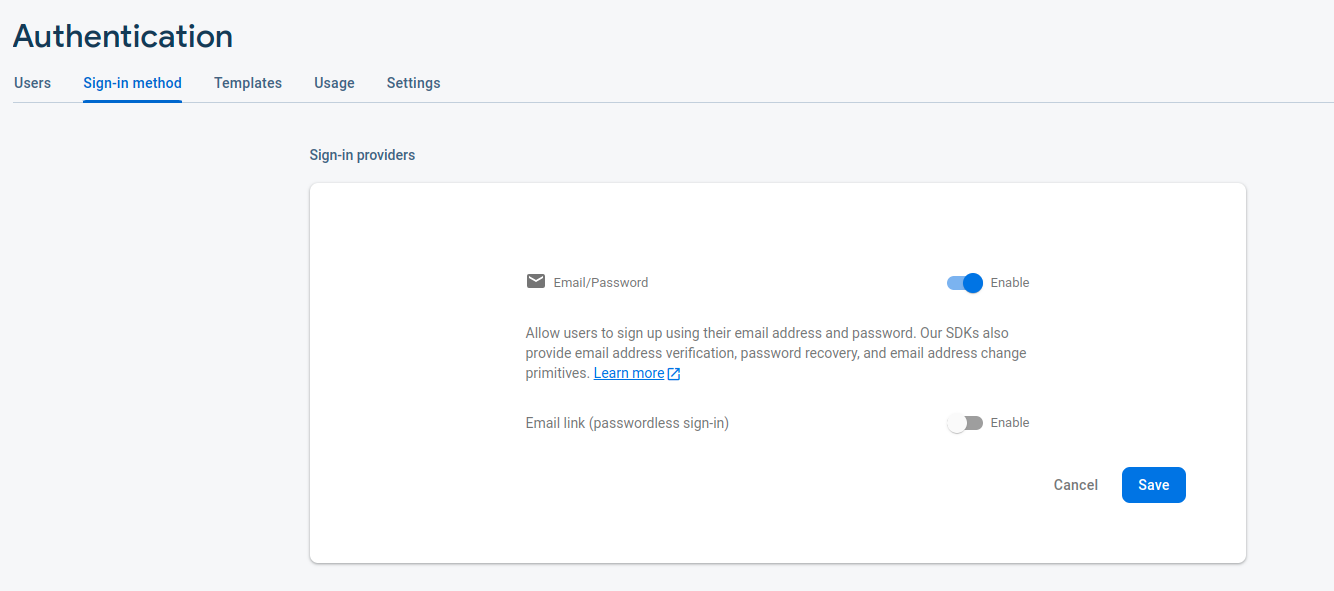 Authentication
Users Sign-in method Templates Usage Settings
Sign-in providers
Email/Password Enable
Allow users to sign up using their email address and password. Our SDKs also
provide email address verification, password recovery, and email address change
primitives. Learn more
Email link (passwordless sign-in) Enable
Cancel Save